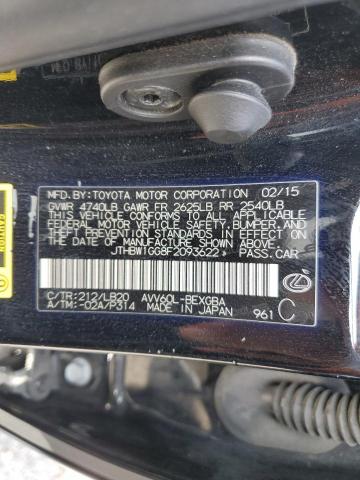 MFD.BY:TOYOTA MOTOR CORPORATION 02/15
GVWR 4740LB GAWR FR 2625LB RR 2540LB
THIS VEHICLE CONFORMS TO ALL APPLICABLE
FEDERAL MOTOR VEHICLE SAFETY,BUMPER, AND
THEFT PREVENTION STANDARDS IN EFFECT ON
THE DATE OF MANUFACTURE SHOWN ABOVE.
JTHBW1GG8F2093622 PASS.CAR
C/TR:212/LB20 AVV60L-BEXGBA
A/TM:-02A/P314 MADE IN JAPAN 961 C